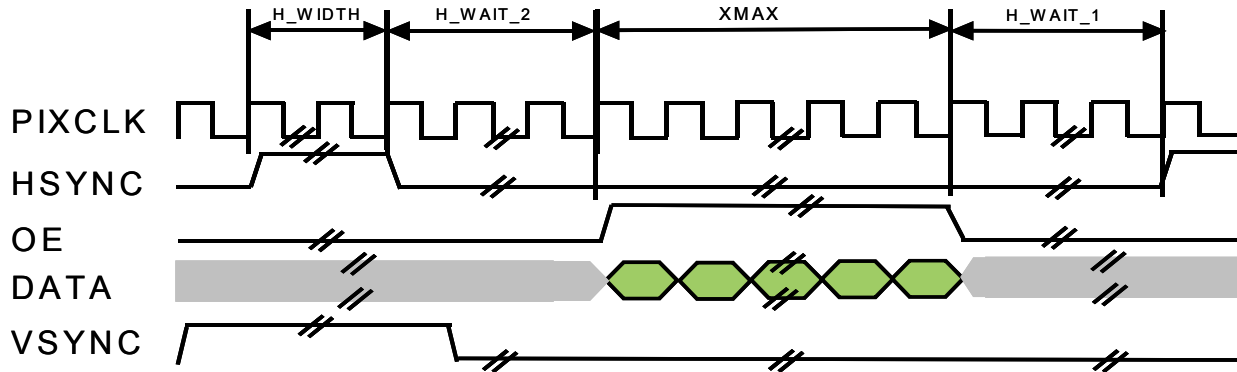 H_WIDTH H_WAIT_2 XMAX H_WAIT_1
PIXCLK
HSYNC
OE
DATA
VSYNC